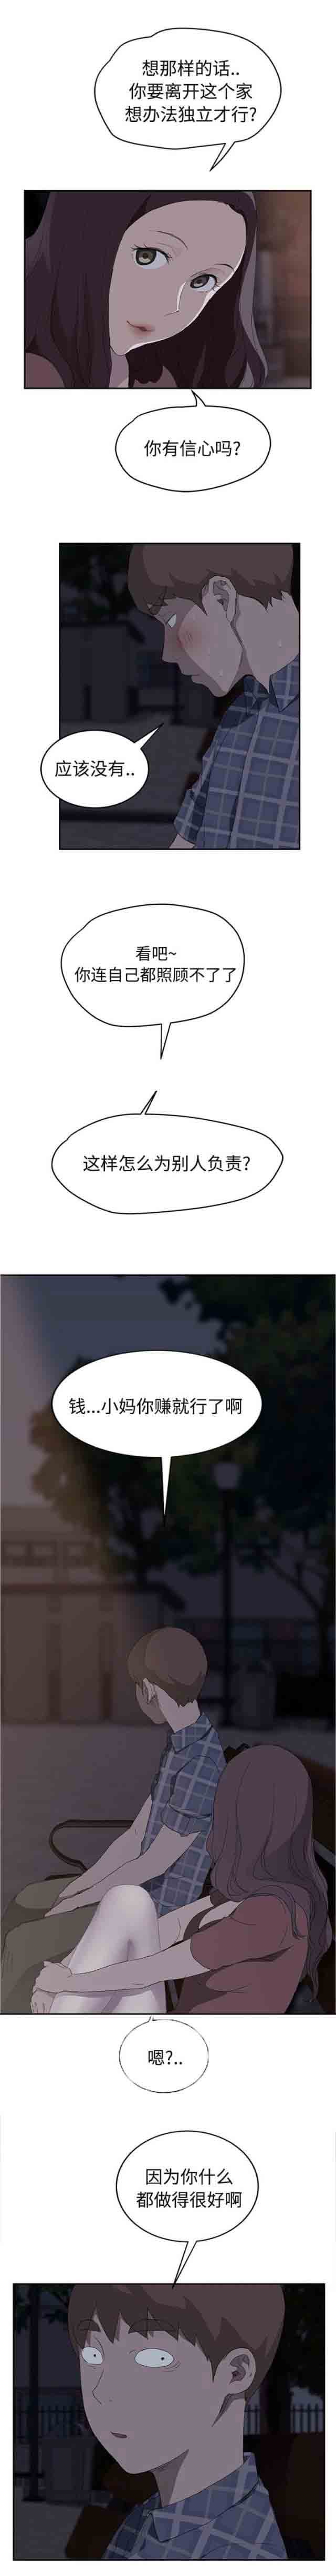 想那样的话..
你要离开这个家
想办法独立才行?
你有信心吗?
应该没有..
看吧~
你连自己都照顾不了了
这样怎么为别人负责?
钱...小妈你赚就行了啊
嗯?..
因为你什么
都做得很好啊